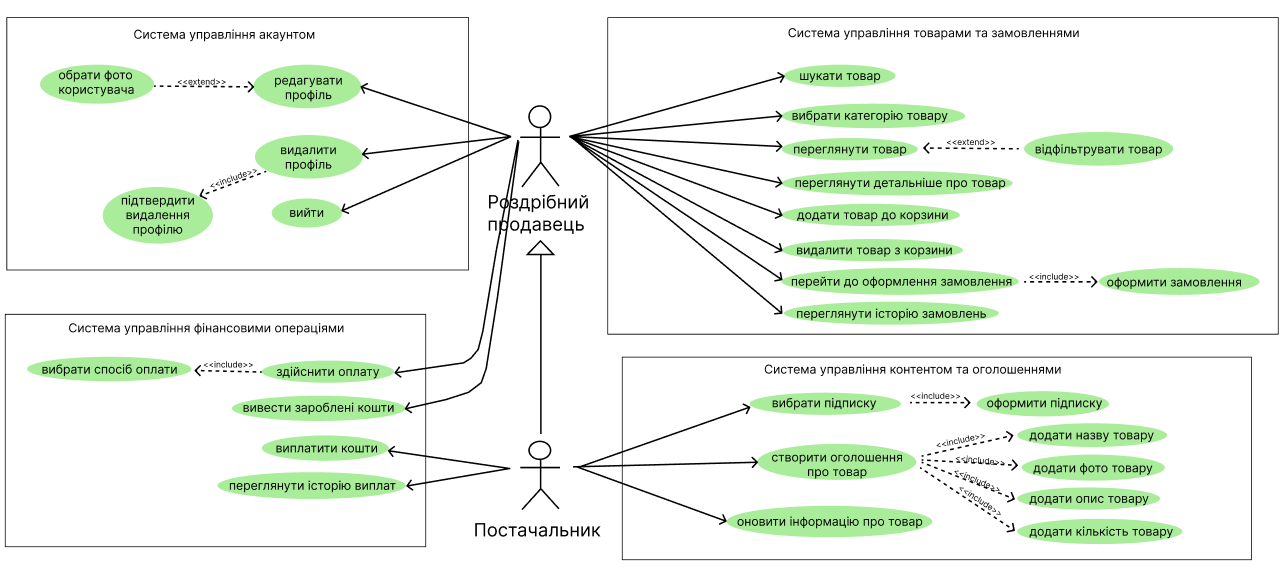 Система управління акаунтом
обрати фото
користувача
<<extend>>
редагувати
профіль
видалити
профіль
<<include>>
підтвердити
видалення
профілю
вийти
Роздрібний
продавець
Система управління товарами та замовленнями
шукати товар
вибрати категорію товару
переглянути товар
<<extend>>
відфільтрувати товар
переглянути детальніше про товар
додати товар до корзини
видалити товар з корзини
перейти до оформлення замовлення
<<include>>
оформити замовлення
переглянути історію замовлень
Система управління фінансовими операціями
вибрати спосіб оплати
<<include>>
здійснити оплату
вивести зароблені кошти
виплатити кошти
переглянути історію виплат
Постачальник
Система управління контентом та оголошеннями
вибрати підписку
<<include>>
оформити підписку
створити оголошення
про товар
<<include>>
додати назву товару
<<include>>
додати фото товару
<<include>>
додати опис товару
<<include>>
додати кількість товару
оновити інформацію про товар